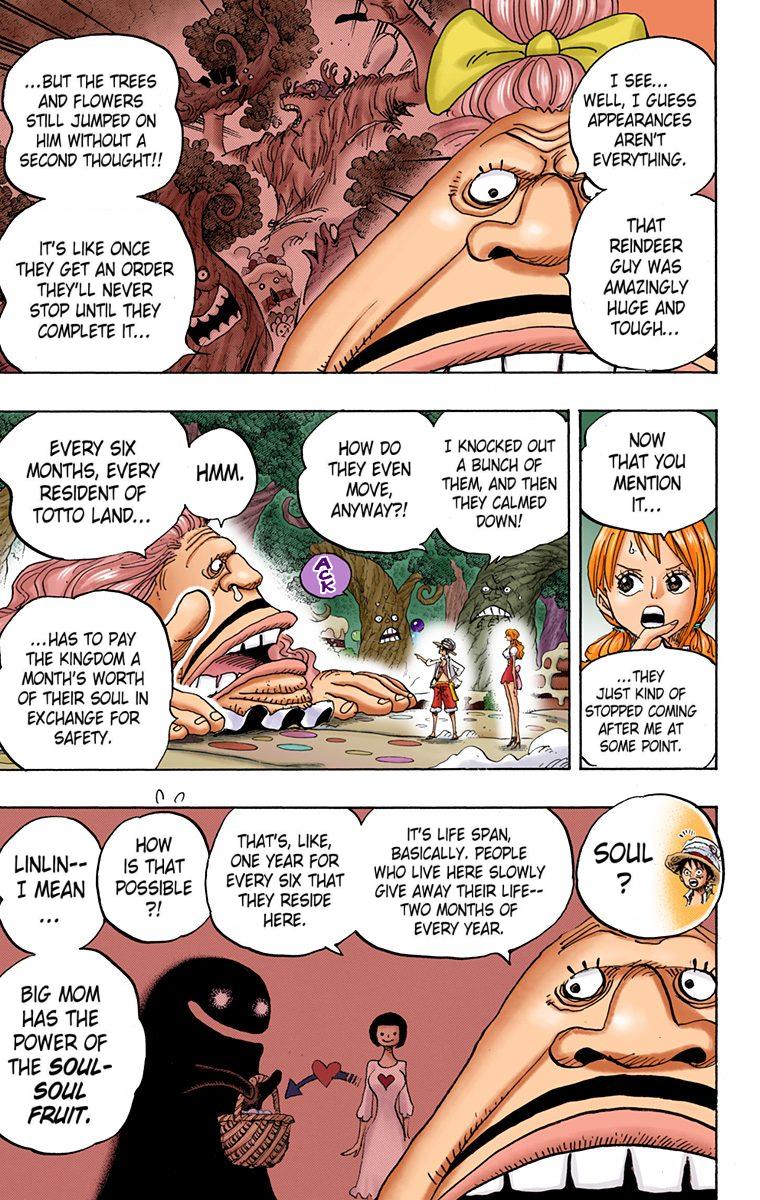 I SEE...
WELL, I GUESS
APPEARANCES
AREN'T
EVERYTHING.
THAT
REINDEER
GUY WAS
AMAZINGLY
HUGE AND
TOUGH...
...BUT THE TREES
AND FLOWERS
STILL JUMPED ON
HIM WITHOUT A
SECOND THOUGHT!!
IT'S LIKE ONCE
THEY GET AN ORDER
THEY'LL NEVER
STOP UNTIL THEY
COMPLETE IT...
NOW
THAT YOU
MENTION
IT...
...THEY
JUST KIND OF
STOPPED COMING
AFTER ME AT
SOME POINT.
I KNOCKED OUT
A BUNCH OF
THEM, AND THEN
THEY CALMED
DOWN!
HOW DO
THEY EVEN
MOVE,
ANYWAY?!
ACK
HMM.
EVERY SIX
MONTHS, EVERY
RESIDENT OF
TOTTO LAND...
...HAS TO PAY
THE KINGDOM A
MONTH'S WORTH
OF THEIR SOUL IN
EXCHANGE FOR
SAFETY.
SOUL
?
IT'S LIFE SPAN,
BASICALLY. PEOPLE
WHO LIVE HERE SLOWLY
GIVE AWAY THEIR LIFE--
TWO MONTHS OF
EVERY YEAR.
THAT'S, LIKE,
ONE YEAR FOR
EVERY SIX THAT
THEY RESIDE
HERE.
HOW
IS THAT
POSSIBLE
?!
LINLIN--
I MEAN
...
BIG MOM
HAS THE
POWER OF
THE SOUL-
SOUL
FRUIT.